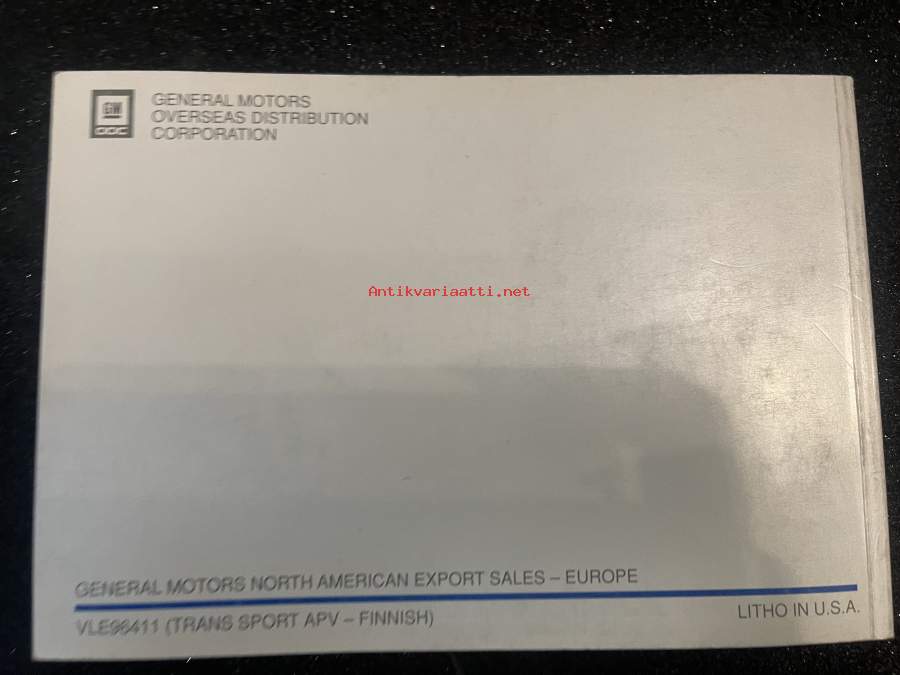 GM
GENERAL MOTORS
OVERSEAS DISTRIBUTION
CORPORATION
Antikvariaatti.net
GENERAL MOTORS NORTH AMERICAN EXPORT SALES – EUROPE
VLE96411 (TRANS SPORT APV – FINNISH)
LITHO IN U.S.A.